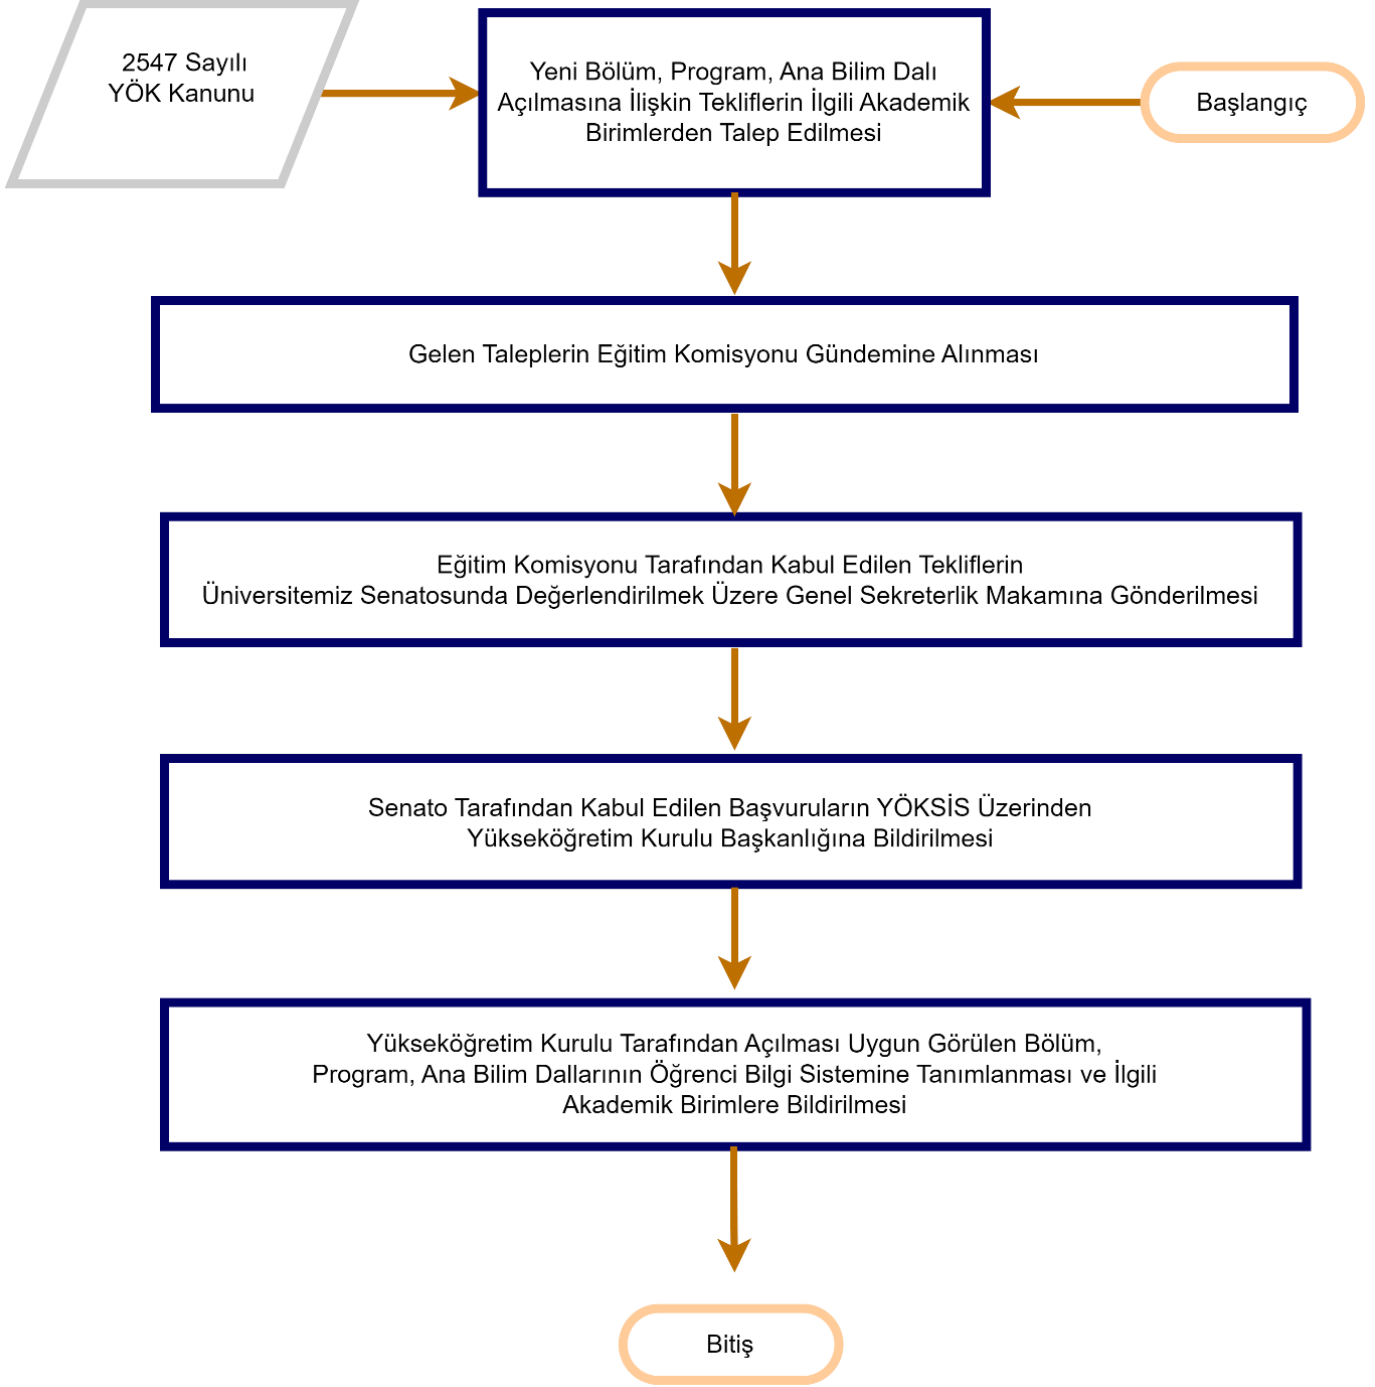 2547 Sayılı
YÖK Kanunu
Yeni Bölüm, Program, Ana Bilim Dalı
Açılmasına İlişkin Tekliflerin İlgili Akademik
Birimlerden Talep Edilmesi
Başlangıç
Gelen Taleplerin Eğitim Komisyonu Gündemine Alınması
Eğitim Komisyonu Tarafından Kabul Edilen Tekliflerin
Üniversitemiz Senatosunda Değerlendirilmek Üzere Genel Sekreterlik Makamına Gönderilmesi
Senato Tarafından Kabul Edilen Başvuruların YÖKSİS Üzerinden
Yükseköğretim Kurulu Başkanlığına Bildirilmesi
Yükseköğretim Kurulu Tarafından Açılması Uygun Görülen Bölüm,
Program, Ana Bilim Dallarının Öğrenci Bilgi Sistemine Tanımlanması ve İlgili
Akademik Birimlere Bildirilmesi
Bitiş